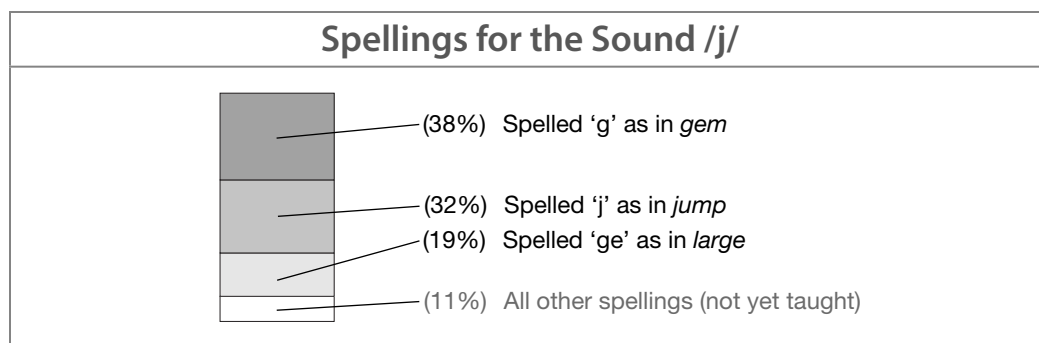 Spellings for the Sound /j/
(38%) Spelled ‘g’ as in gem
(32%) Spelled ‘j’ as in jump
(19%) Spelled ‘ge’ as in large
(11%) All other spellings (not yet taught)